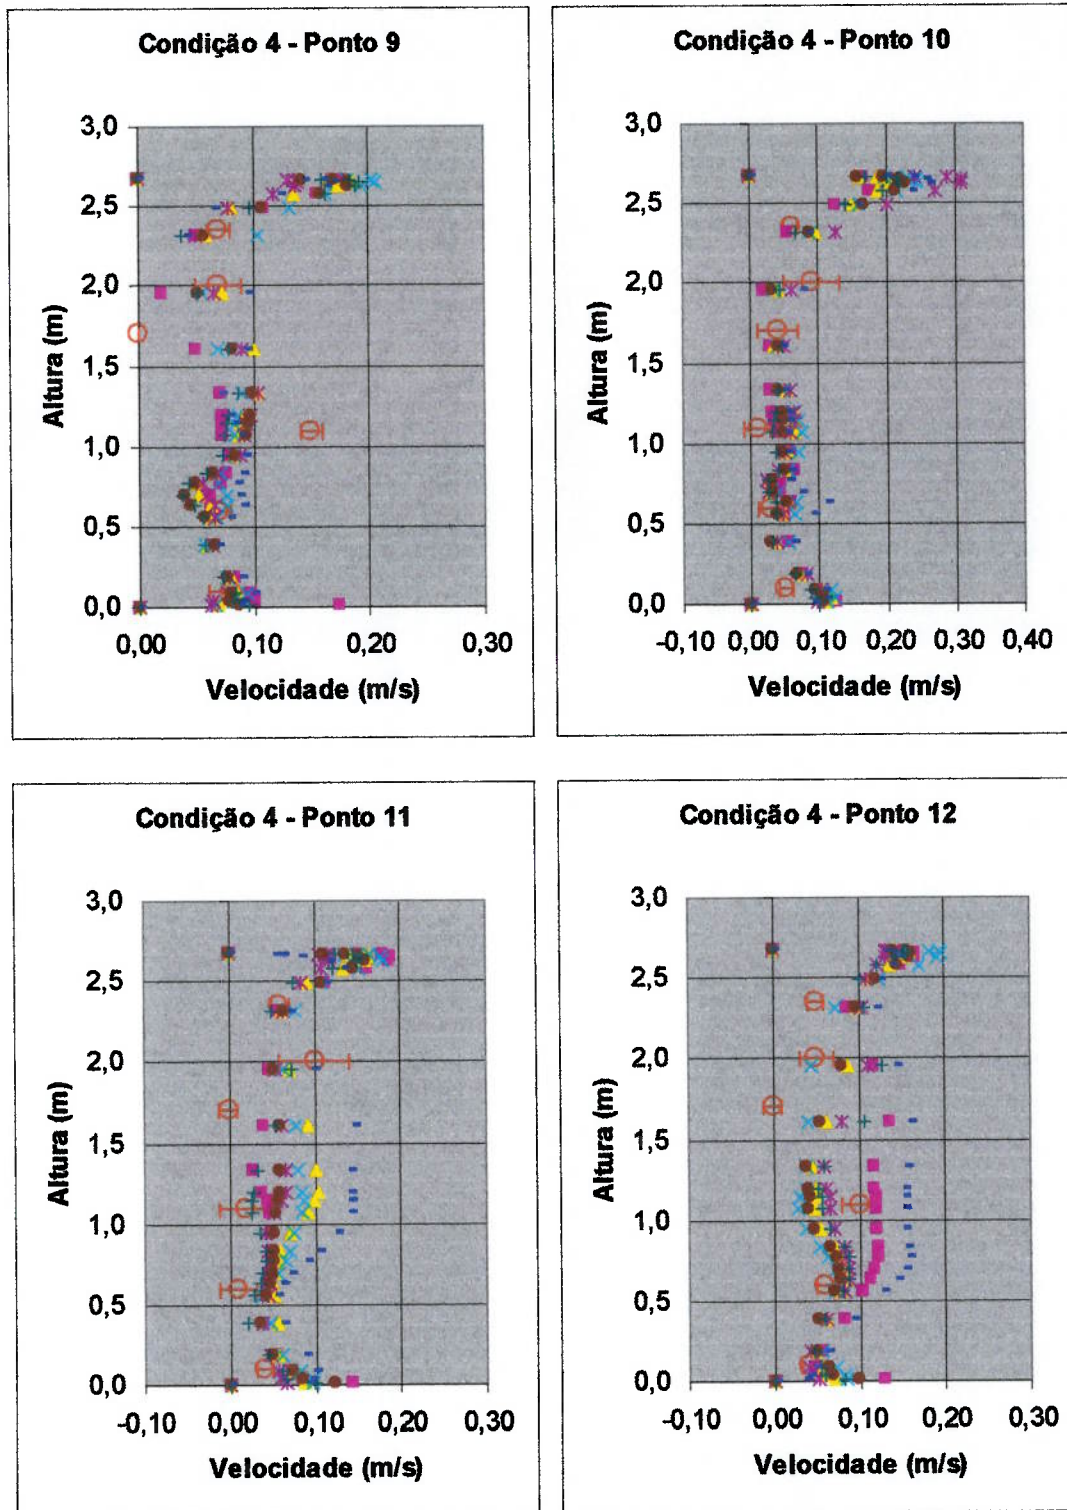 Condição 4 - Ponto 9
3,0
2,5
2,0
1,5
1,0
0,5
0,0
Altura (m)
0,00 0,10 0,20 0,30
Velocidade (m/s)
Condição 4 - Ponto 10
3,0
2,5
2,0
1,5
1,0
0,5
0,0
Altura (m)
-0,10 0,00 0,10 0,20 0,30 0,40
Velocidade (m/s)
Condição 4 - Ponto 11
3,0
2,5
2,0
1,5
1,0
0,5
0,0
Altura (m)
-0,10 0,00 0,10 0,20 0,30
Velocidade (m/s)
Condição 4 - Ponto 12
3,0
2,5
2,0
1,5
1,0
0,5
0,0
Altura (m)
-0,10 0,00 0,10 0,20 0,30
Velocidade (m/s)